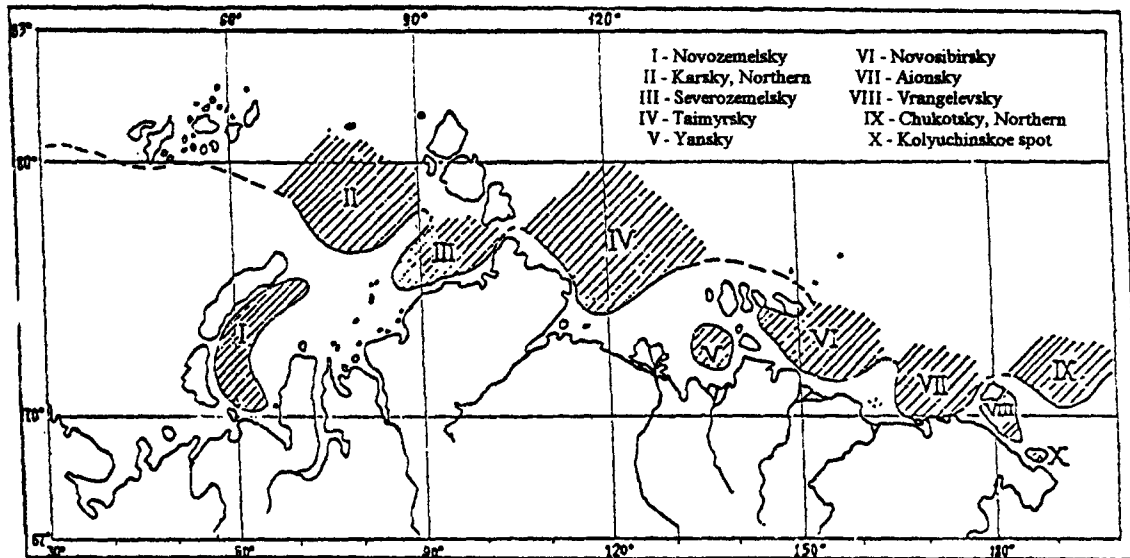 60° 90° 120°
I - Novozemelsky
II - Karsky, Northern
III - Severozemelsky
IV - Taimyrsky
V - Yansky
VI - Novosibirsky
VII - Aionsky
VIII - Vrangelevsky
IX - Chukotsky, Northern
X - Kolyuchinskoe spot
80°
II
III
IV
I
V
VI
VII
VIII
IX
X
70°
67°
30° 60° 90° 120° 150° 180°